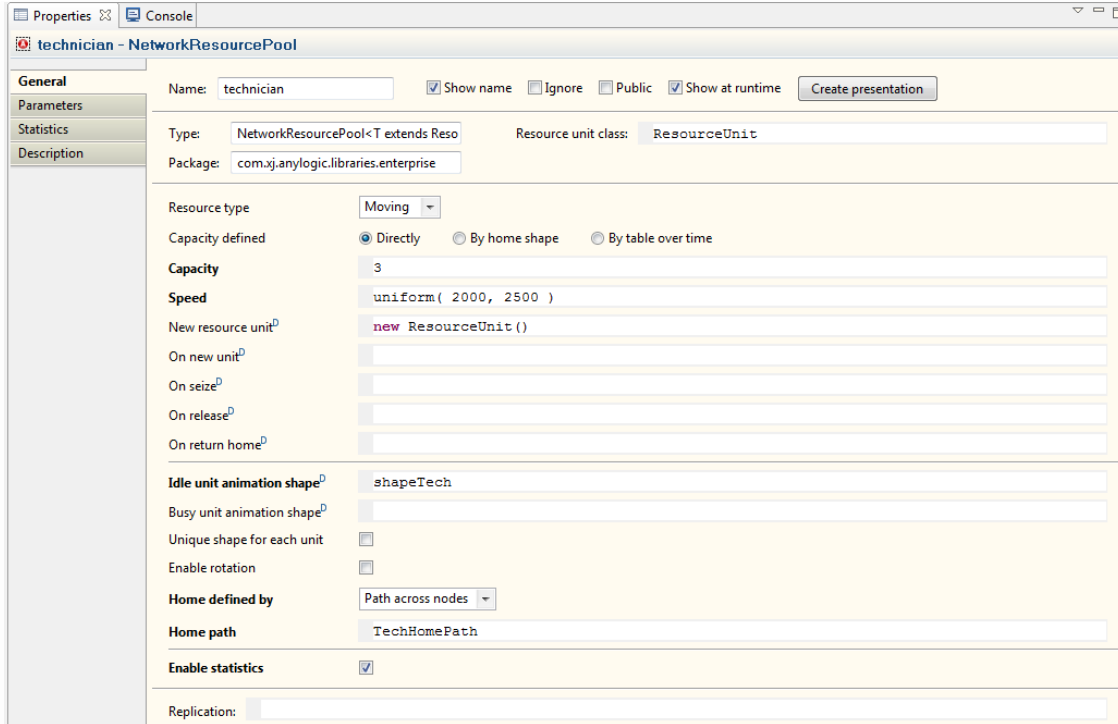 Properties Console
technician - NetworkResourcePool
General
Parameters
Statistics
Description
Name: technician Show name Ignore Public Show at runtime Create presentation
Type: NetworkResourcePool<T extends Reso Resource unit class: ResourceUnit
Package: com.xj.anylogic.libraries.enterprise
Resource type Moving
Capacity defined Directly By home shape By table over time
Capacity 3
Speed uniform( 2000, 2500 )
New resource unitD new ResourceUnit()
On new unitD
On seizeD
On releaseD
On return homeD
Idle unit animation shapeD shapeTech
Busy unit animation shapeD
Unique shape for each unit
Enable rotation
Home defined by Path across nodes
Home path TechHomePath
Enable statistics
Replication: